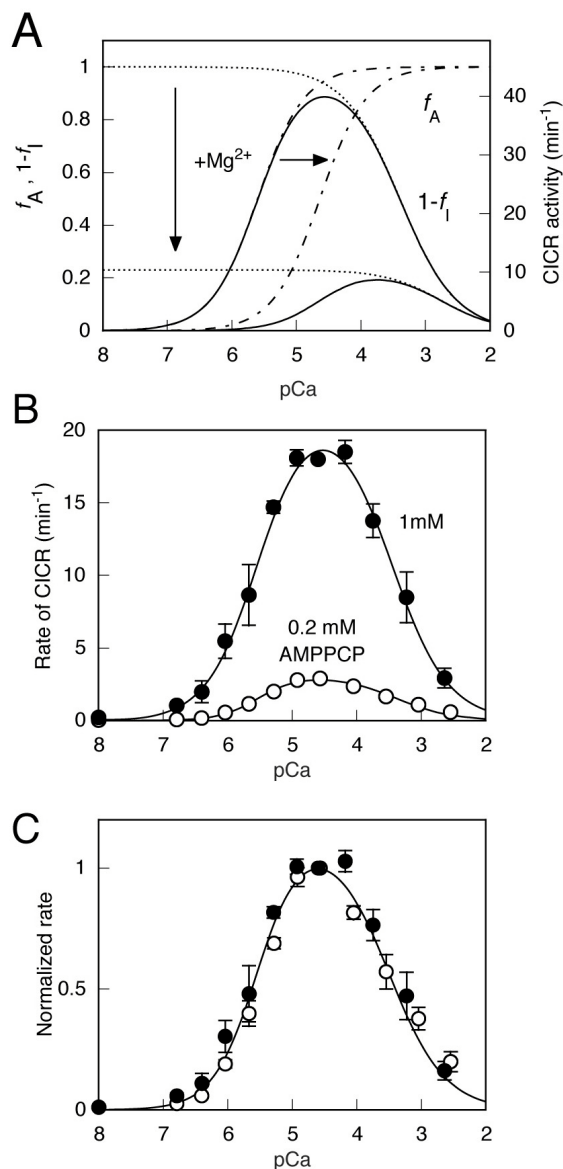 A
1
0.8
0.6
0.4
0.2
0
f_A , 1-f_I
+Mg²⁺
f_A
1-f_I
40
30
20
10
0
CICR activity (min⁻¹)
8 7 6 5 4 3 2
pCa
B
20
15
10
5
0
Rate of CICR (min⁻¹)
1mM
0.2 mM
AMPPCP
8 7 6 5 4 3 2
pCa
C
1
0.5
0
Normalized rate
8 7 6 5 4 3 2
pCa